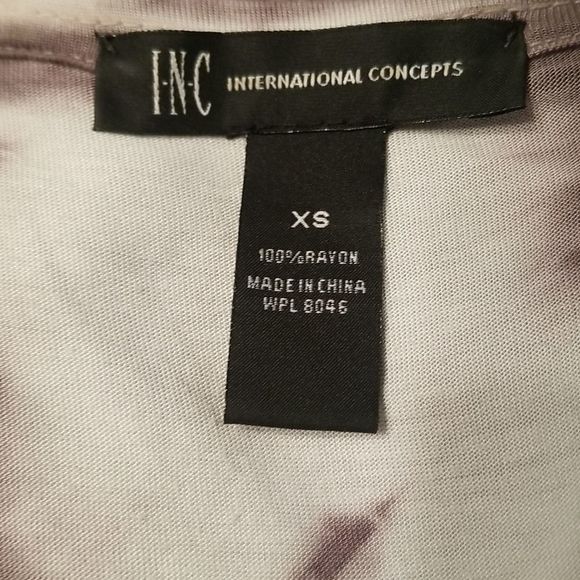 I·N·C INTERNATIONAL CONCEPTS
XS
100%RAYON
MADE IN CHINA
WPL 8046